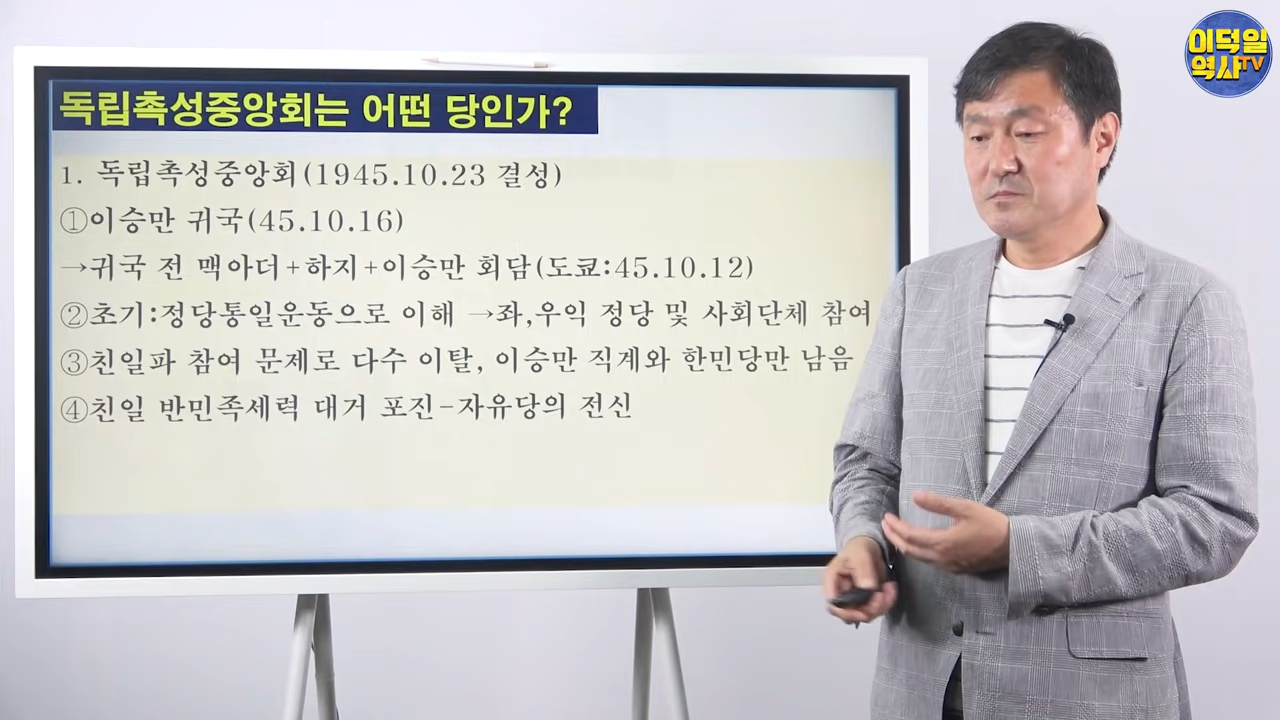 독립촉성중앙회는 어떤 당인가?
1. 독립촉성중앙회(1945.10.23 결성)
①이승만 귀국(45.10.16)
→귀국 전 맥아더+하지+이승만 회담(도쿄:45.10.12)
②초기:정당통일운동으로 이해 →좌,우익 정당 및 사회단체 참여
③친일파 참여 문제로 다수 이탈, 이승만 직계와 한민당만 남음
④친일 반민족세력 대거 포진-자유당의 전신
이덕일
역사TV